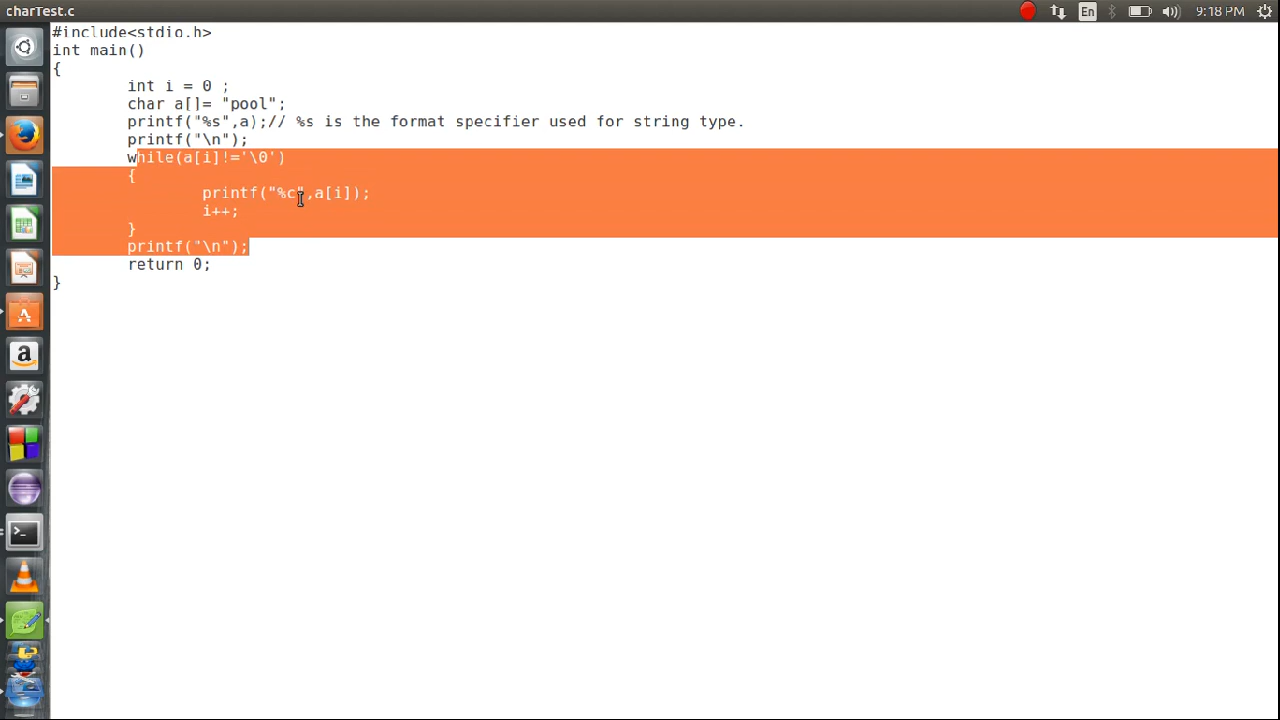 charTest.c
En
9:18 PM
#include<stdio.h>
int main()
{
int i = 0 ;
char a[]= "pool";
printf("%s",a);// %s is the format specifier used for string type.
printf("\n");
while(a[i]!='\0')
{
printf("%c",a[i]);
i++;
}
printf("\n");
return 0;
}